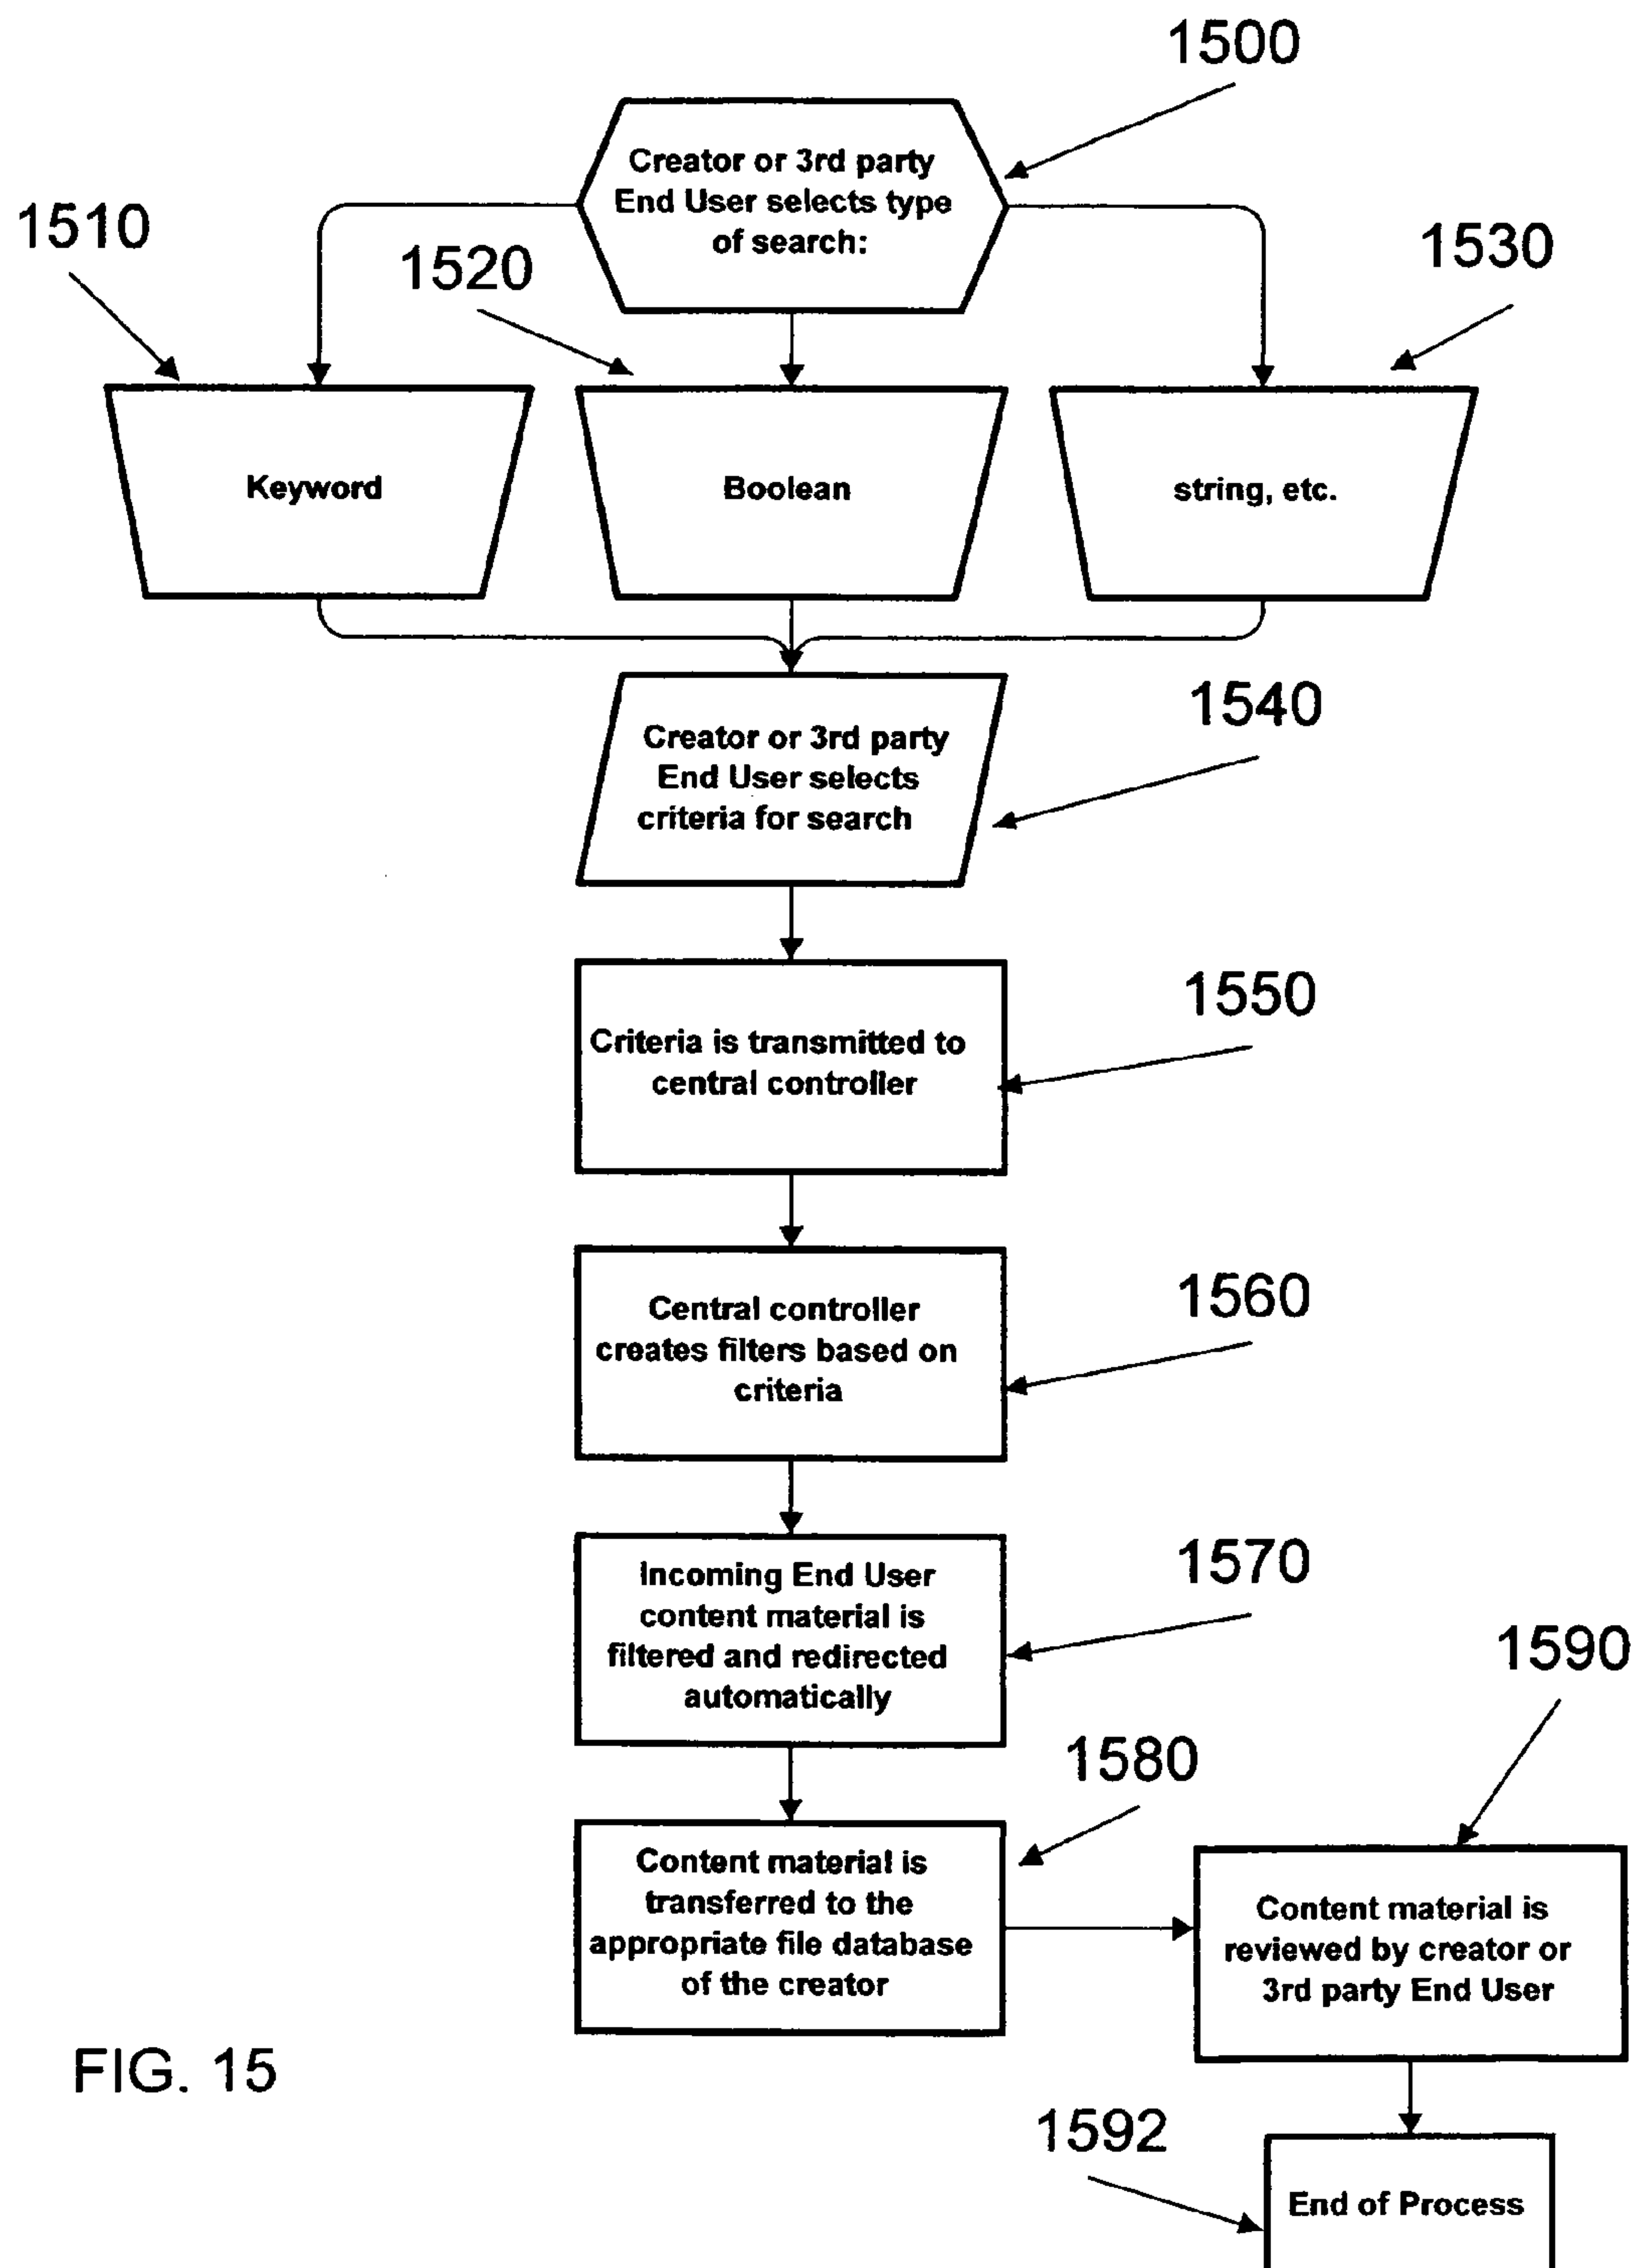 1500
Creator or 3rd party
End User selects type
of search:
1510
1520
1530
Keyword
Boolean
string, etc.
1540
Creator or 3rd party
End User selects
criteria for search
1550
Criteria is transmitted to
central controller
1560
Central controller
creates filters based on
criteria
1570
Incoming End User
content material is
filtered and redirected
automatically
1580
Content material is
transferred to the
appropriate file database
of the creator
1590
Content material is
reviewed by creator or
3rd party End User
FIG. 15
1592
End of Process